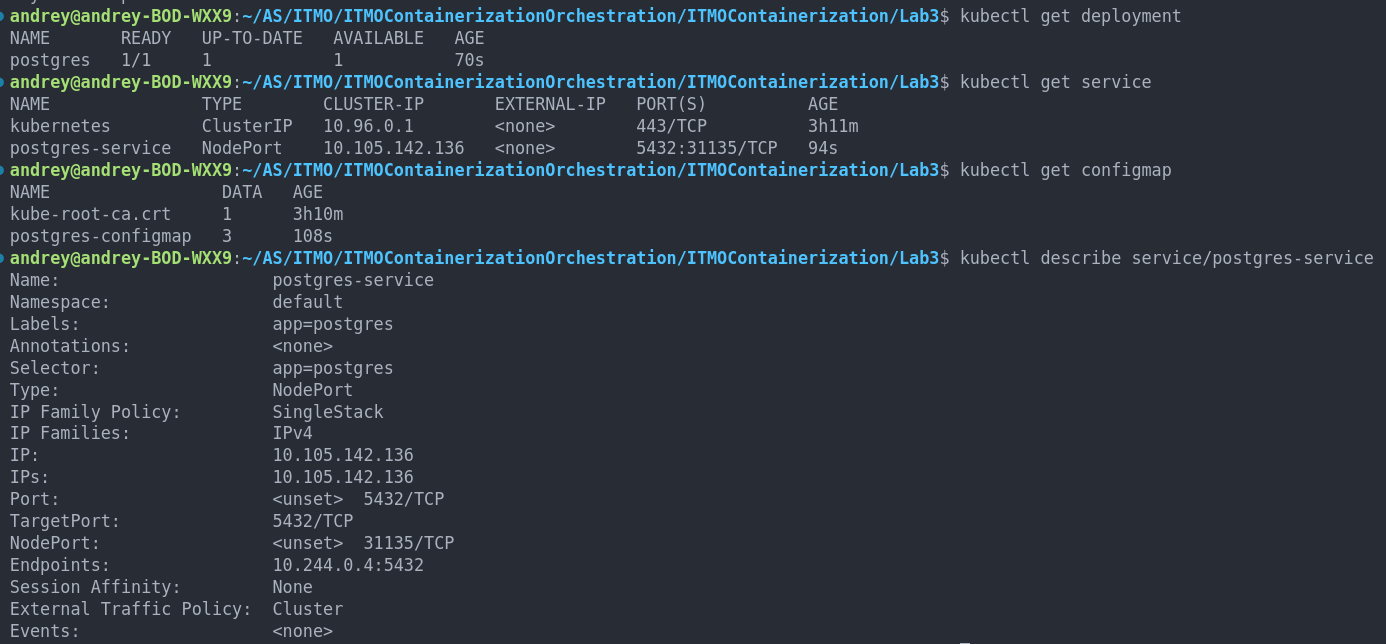 andrey@andrey-BOD-WXX9:~/AS/ITMO/ITMOContainerizationOrchestration/ITMOContainerization/Lab3$ kubectl get deployment
NAME       READY   UP-TO-DATE   AVAILABLE   AGE
postgres   1/1     1            1           70s
andrey@andrey-BOD-WXX9:~/AS/ITMO/ITMOContainerizationOrchestration/ITMOContainerization/Lab3$ kubectl get service
NAME               TYPE        CLUSTER-IP       EXTERNAL-IP   PORT(S)          AGE
kubernetes         ClusterIP   10.96.0.1        <none>        443/TCP          3h11m
postgres-service   NodePort    10.105.142.136   <none>        5432:31135/TCP   94s
andrey@andrey-BOD-WXX9:~/AS/ITMO/ITMOContainerizationOrchestration/ITMOContainerization/Lab3$ kubectl get configmap
NAME                 DATA   AGE
kube-root-ca.crt     1      3h10m
postgres-configmap   3      108s
andrey@andrey-BOD-WXX9:~/AS/ITMO/ITMOContainerizationOrchestration/ITMOContainerization/Lab3$ kubectl describe service/postgres-service
Name:                     postgres-service
Namespace:                default
Labels:                   app=postgres
Annotations:              <none>
Selector:                 app=postgres
Type:                     NodePort
IP Family Policy:         SingleStack
IP Families:              IPv4
IP:                       10.105.142.136
IPs:                      10.105.142.136
Port:                     <unset>  5432/TCP
TargetPort:               5432/TCP
NodePort:                 <unset>  31135/TCP
Endpoints:                10.244.0.4:5432
Session Affinity:         None
External Traffic Policy:  Cluster
Events:                   <none>